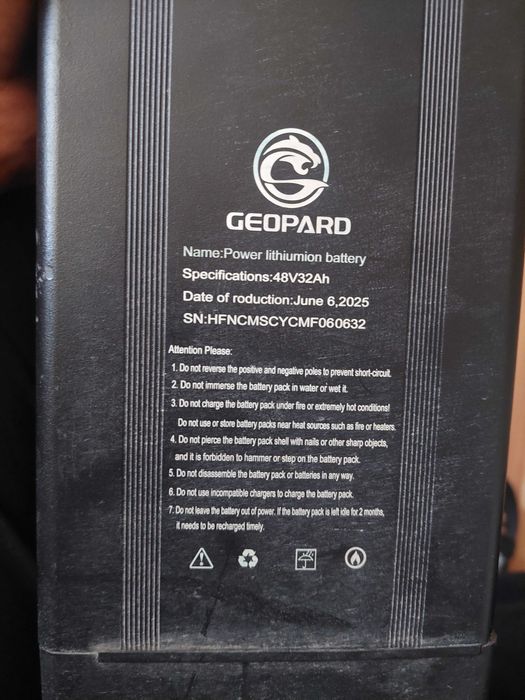 GEOPARD
Name:Power lithiumion battery
Specifications:48V32Ah
Date of roduction:June 6,2025
SN:HFNCMSCYCMF060632
Attention Please:
1. Do not reverse the positive and negative poles to prevent short-circuit.
2. Do not immerse the battery pack in water or wet it.
3. Do not charge the battery pack under fire or extremely hot conditions!
Do not use or store battery packs near heat sources such as fire or heaters.
4. Do not pierce the battery pack shell with nails or other sharp objects,
and it is forbidden to hammer or step on the battery pack.
5. Do not disassemble the battery pack or batteries in any way.
6. Do not use incompatible chargers to charge the battery pack.
7. Do not leave the battery out of power. If the battery pack is left idle for 2 months,
it needs to be recharged timely.